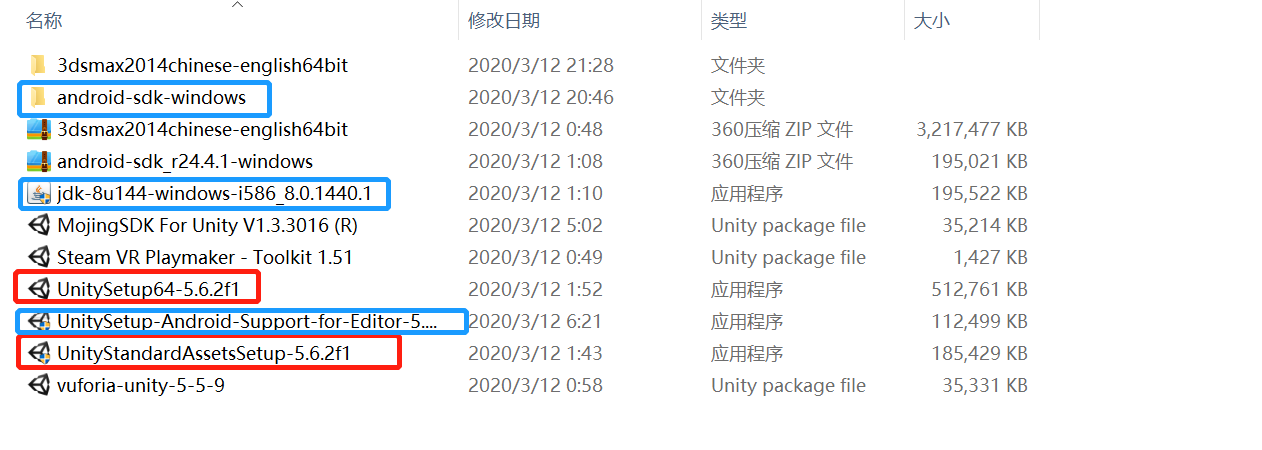 名称 修改日期 类型 大小
3dsmax2014chinese-english64bit 2020/3/12 21:28 文件夹
android-sdk-windows 2020/3/12 20:46 文件夹
3dsmax2014chinese-english64bit 2020/3/12 0:48 360压缩 ZIP 文件 3,217,477 KB
android-sdk_r24.4.1-windows 2020/3/12 1:08 360压缩 ZIP 文件 195,021 KB
jdk-8u144-windows-i586_8.0.1440.1 2020/3/12 1:10 应用程序 195,522 KB
MojingSDK For Unity V1.3.3016 (R) 2020/3/12 5:02 Unity package file 35,214 KB
Steam VR Playmaker - Toolkit 1.51 2020/3/12 0:49 Unity package file 1,427 KB
UnitySetup64-5.6.2f1 2020/3/12 1:52 应用程序 512,761 KB
UnitySetup-Android-Support-for-Editor-5.... 2020/3/12 6:21 应用程序 112,499 KB
UnityStandardAssetsSetup-5.6.2f1 2020/3/12 1:43 应用程序 185,429 KB
vuforia-unity-5-5-9 2020/3/12 0:58 Unity package file 35,331 KB